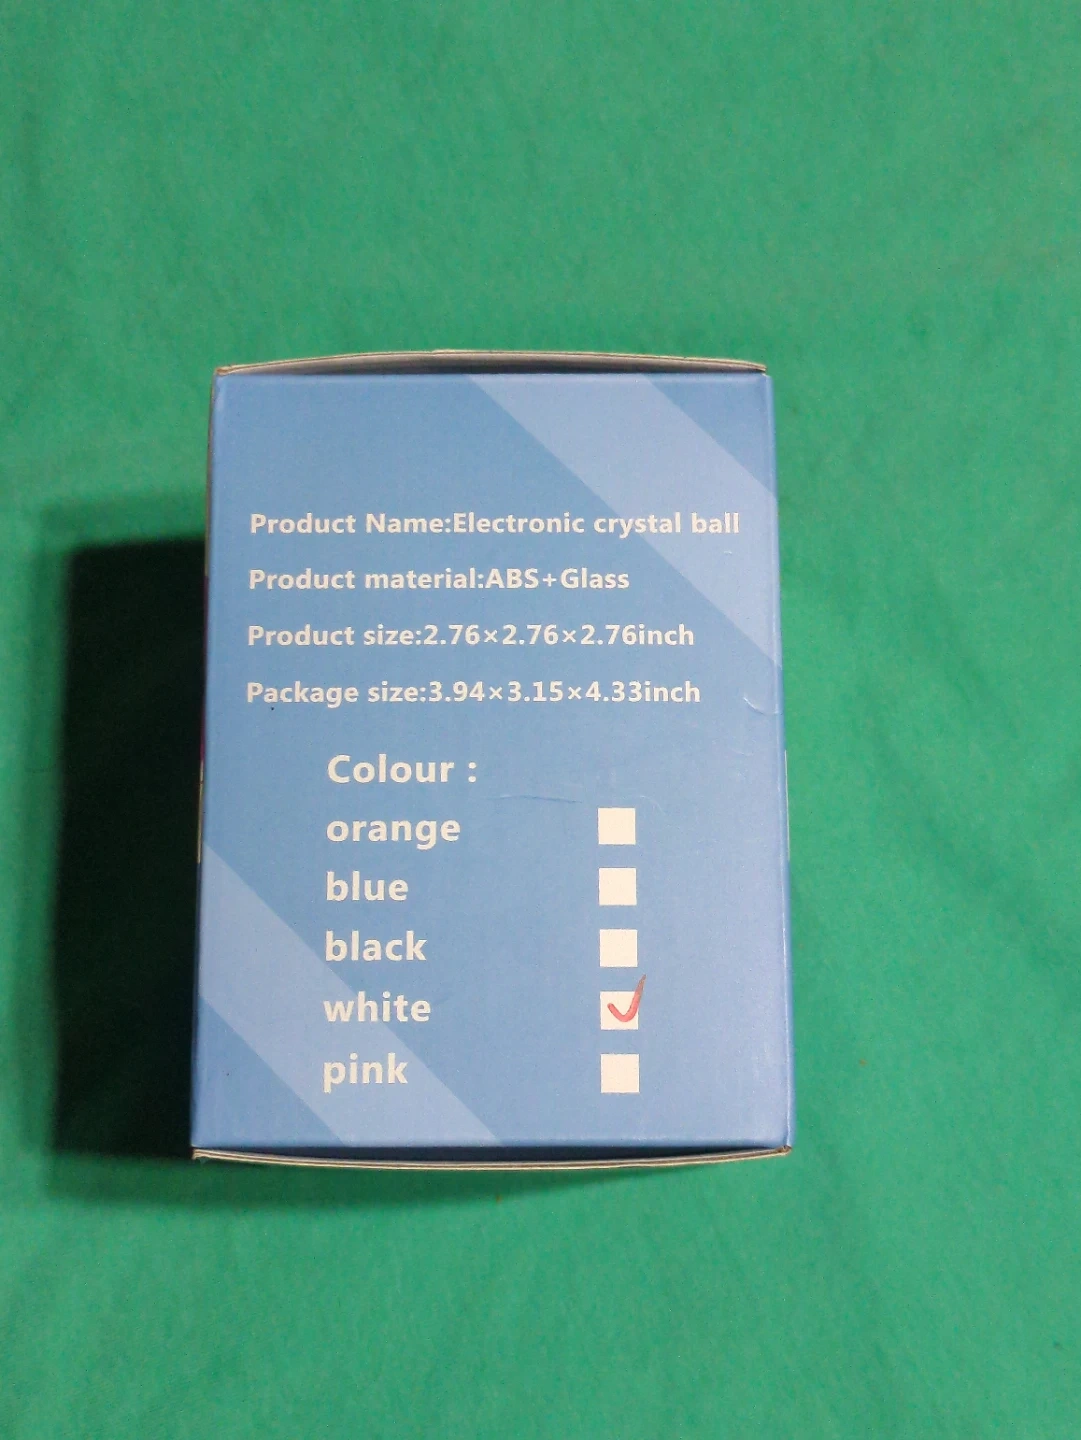 Product Name:Electronic crystal ball
Product material:ABS+Glass
Product size:2.76×2.76×2.76inch
Package size:3.94×3.15×4.33inch
Colour :
orange
blue
black
white
pink